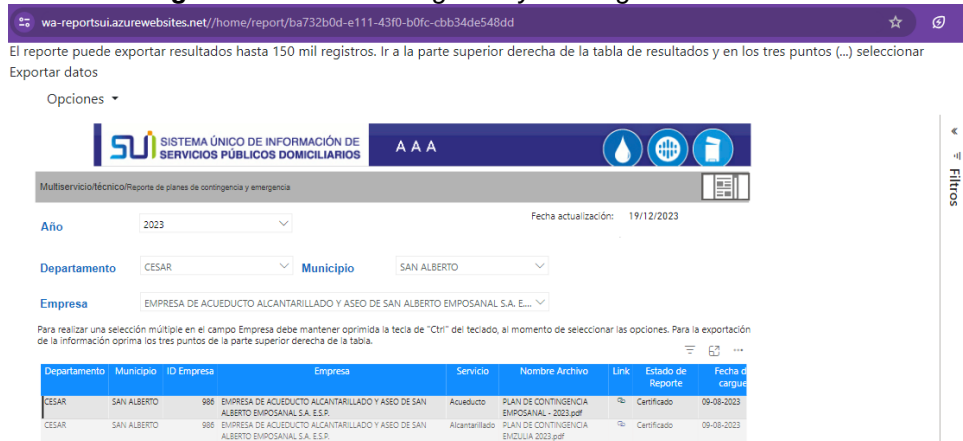 wa-reportsui.azurewebsites.net//home/report/ba732b0d-e111-43f0-b0fc-cbb34de548dd
El reporte puede exportar resultados hasta 150 mil registros. Ir a la parte superior derecha de la tabla de resultados y en los tres puntos (...) seleccionar
Exportar datos
Opciones
SUI SISTEMA ÚNICO DE INFORMACIÓN DE
SERVICIOS PÚBLICOS DOMICILIARIOS
A A A
Filtros
Multiservicio/técnico/Reporte de planes de contingencia y emergencia
Año 2023 Fecha actualización: 19/12/2023
Departamento CESAR Municipio SAN ALBERTO
Empresa EMPRESA DE ACUEDUCTO ALCANTARILLADO Y ASEO DE SAN ALBERTO EMPOSANAL S.A. E....
Para realizar una selección múltiple en el campo Empresa debe mantener oprimida la tecla de "Ctrl" del teclado, al momento de seleccionar las opciones. Para la exportación
de la información oprima los tres puntos de la parte superior derecha de la tabla.
Departamento Municipio ID Empresa Empresa Servicio Nombre Archivo Link Estado de Fecha d
Reporte cargue
CESAR SAN ALBERTO 986 EMPRESA DE ACUEDUCTO ALCANTARILLADO Y ASEO DE SAN Acueducto PLAN DE CONTINGENCIA Certificado 09-08-2023
ALBERTO EMPOSANAL S.A. E.S.P. EMPOSANAL - 2023.pdf
CESAR SAN ALBERTO 986 EMPRESA DE ACUEDUCTO ALCANTARILLADO Y ASEO DE SAN Alcantarillado PLAN DE CONTINGENCIA Certificado 09-08-2023
ALBERTO EMPOSANAL S.A. E.S.P. EMZULIA 2023.pdf